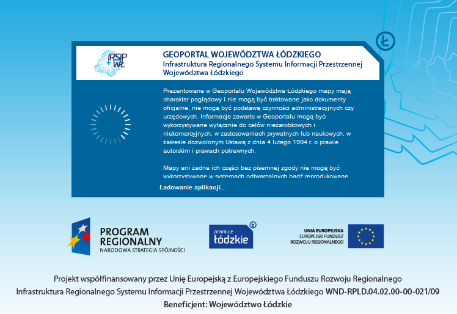 RSIP
WŁ
GEOPORTAL WOJEWÓDZTWA ŁÓDZKIEGO
Infrastruktura Regionalnego Systemu Informacji Przestrzennej
Województwa Łódzkiego
Prezentowane w Geoportalu Województwa Łódzkiego mapy mają
charakter poglądowy i nie mogą być traktowane jako dokumenty
oficjalne, nie mogą być podstawą czynności administracyjnych czy
urzędowych. Informacje zawarte w Geoportalu mogą być
wykorzystywane wyłącznie do celów niezarobkowych i
niekomercyjnych, w zastosowaniach prywatnych lub naukowych, w
zakresie dozwolonym Ustawą z dnia 4 lutego 1994 r. o prawie
autorskim i prawach pokrewnych.
Mapy ani żadne ich części bez pisemnej zgody nie mogą być
wykorzystywane w systemach odtwarzalnych bądź reprodukowane
Ładowanie aplikacji...
PROGRAM
REGIONALNY
NARODOWA STRATEGIA SPÓJNOŚCI
promuje
łódzkie
UNIA EUROPEJSKA
EUROPEJSKI FUNDUSZ
ROZWOJU REGIONALNEGO
Projekt współfinansowany przez Unię Europejską z Europejskiego Funduszu Rozwoju Regionalnego
Infrastruktura Regionalnego Systemu Informacji Przestrzennej Województwa Łódzkiego WND-RPLD.04.02.00-00-021/09
Beneficjent: Województwo Łódzkie